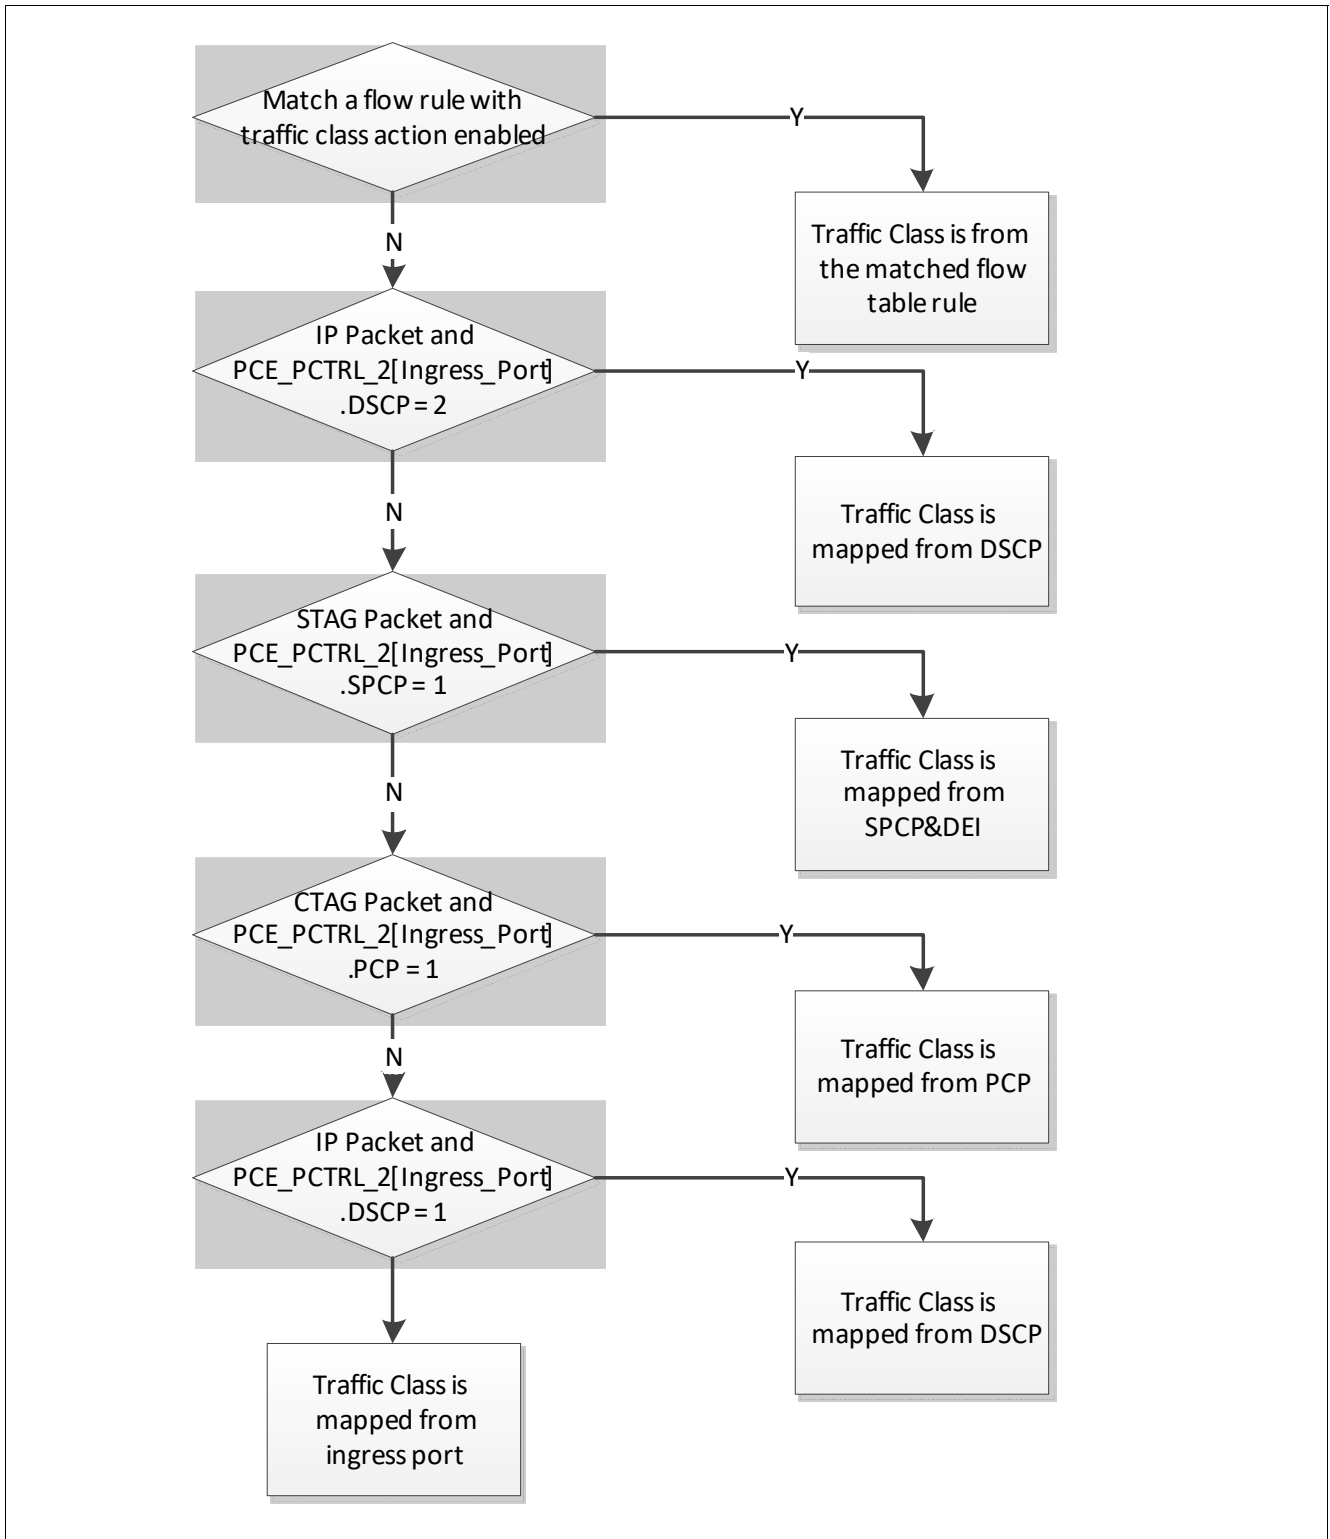 Match a flow rule with
traffic class action enabled
Y
Traffic Class is from
the matched flow
table rule
N
IP Packet and
PCE_PCTRL_2[Ingress_Port]
.DSCP = 2
Y
Traffic Class is
mapped from DSCP
N
STAG Packet and
PCE_PCTRL_2[Ingress_Port]
.SPCP = 1
Y
Traffic Class is
mapped from
SPCP&DEI
N
CTAG Packet and
PCE_PCTRL_2[Ingress_Port]
.PCP = 1
Y
Traffic Class is
mapped from PCP
N
IP Packet and
PCE_PCTRL_2[Ingress_Port]
.DSCP = 1
Y
Traffic Class is
mapped from DSCP
Traffic Class is
mapped from
ingress port